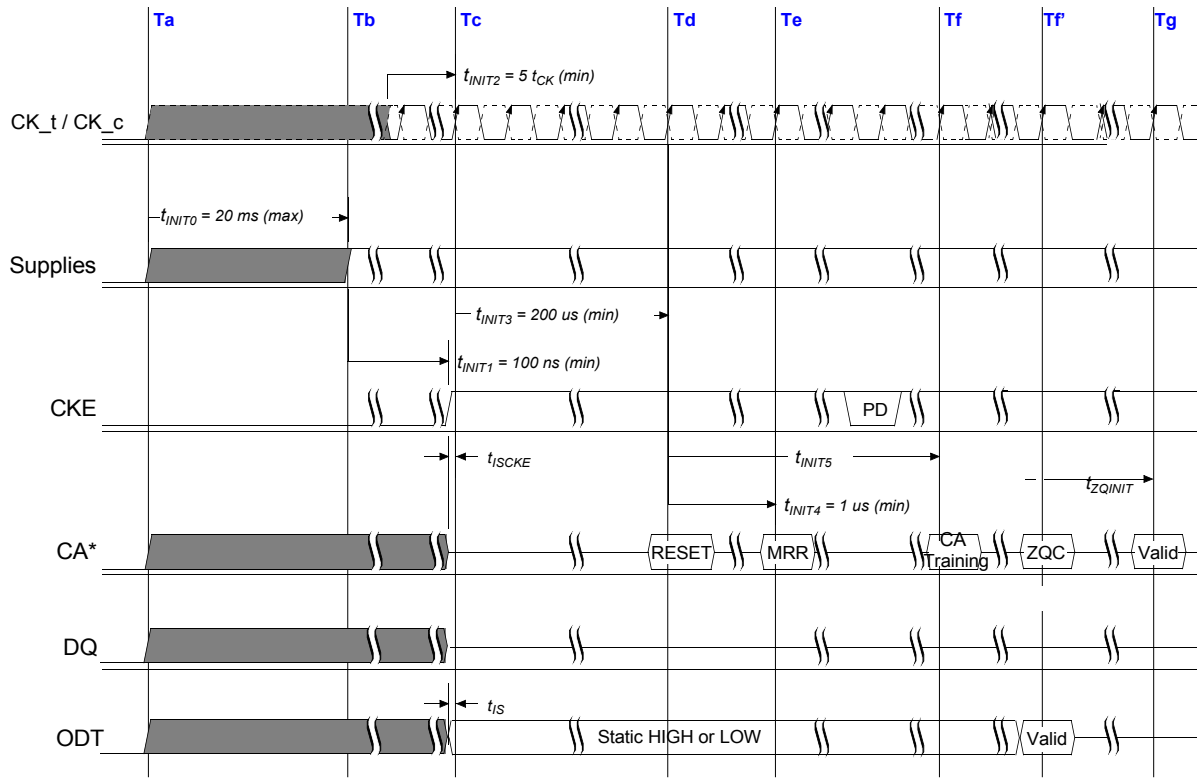 Ta Tb Tc Td Te Tf Tf' Tg
tINIT2 = 5 tCK (min)
CK_t / CK_c
tINIT0 = 20 ms (max)
Supplies
tINIT3 = 200 us (min)
tINIT1 = 100 ns (min)
CKE
PD
tISCKE
tINIT5
tZQINIT
tINIT4 = 1 us (min)
CA*
RESET
MRR
CA
Training
ZQC
Valid
DQ
tIS
ODT
Static HIGH or LOW
Valid